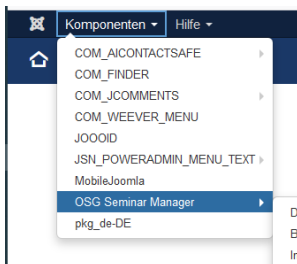 Komponenten Hilfe
COM_AICONTACTSAFE
COM_FINDER
COM_JCOMMENTS
COM_WEEVER_MENU
JOOOID
JSN_POWERADMIN_MENU_TEXT
MobileJoomla
OSG Seminar Manager
pkg_de-DE